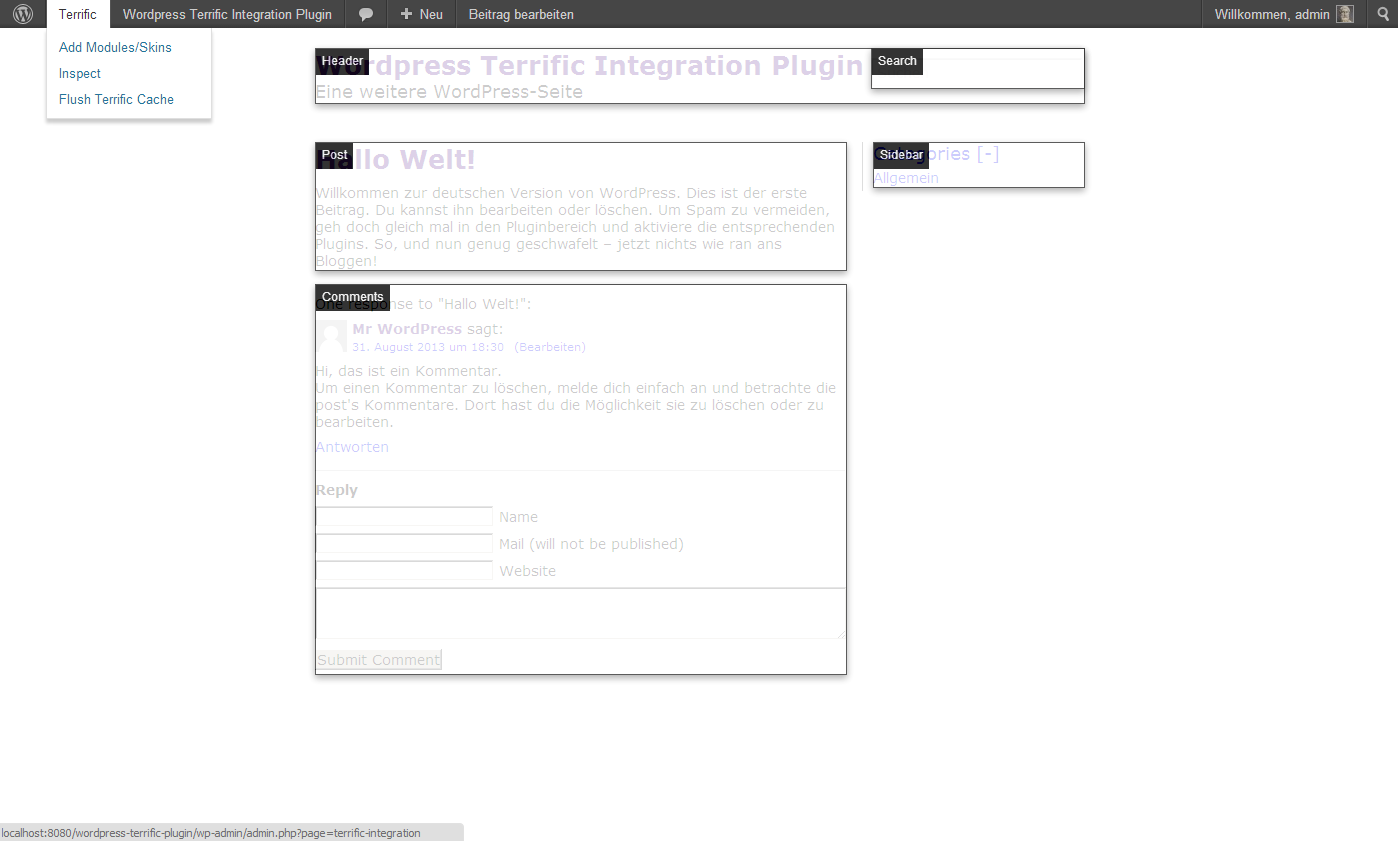 Terrific
Wordpress Terrific Integration Plugin
Neu
Beitrag bearbeiten
Willkommen, admin
Add Modules/Skins
Inspect
Flush Terrific Cache
Header
Wordpress Terrific Integration Plugin
Eine weitere WordPress-Seite
Search
Post
Hallo Welt!
Willkommen zur deutschen Version von WordPress. Dies ist der erste
Beitrag. Du kannst ihn bearbeiten oder löschen. Um Spam zu vermeiden,
geh doch gleich mal in den Pluginbereich und aktiviere die entsprechenden
Plugins. So, und nun genug geschwafelt – jetzt nichts wie ran ans
Bloggen!
Sidebar
Categories [-]
Allgemein
Comments
One response to "Hallo Welt!":
Mr WordPress sagt:
31. August 2013 um 18:30 (Bearbeiten)
Hi, das ist ein Kommentar.
Um einen Kommentar zu löschen, melde dich einfach an und betrachte die
post's Kommentare. Dort hast du die Möglichkeit sie zu löschen oder zu
bearbeiten.
Antworten
Reply
Name
Mail (will not be published)
Website
Submit Comment
localhost:8080/wordpress-terrific-plugin/wp-admin/admin.php?page=terrific-integration